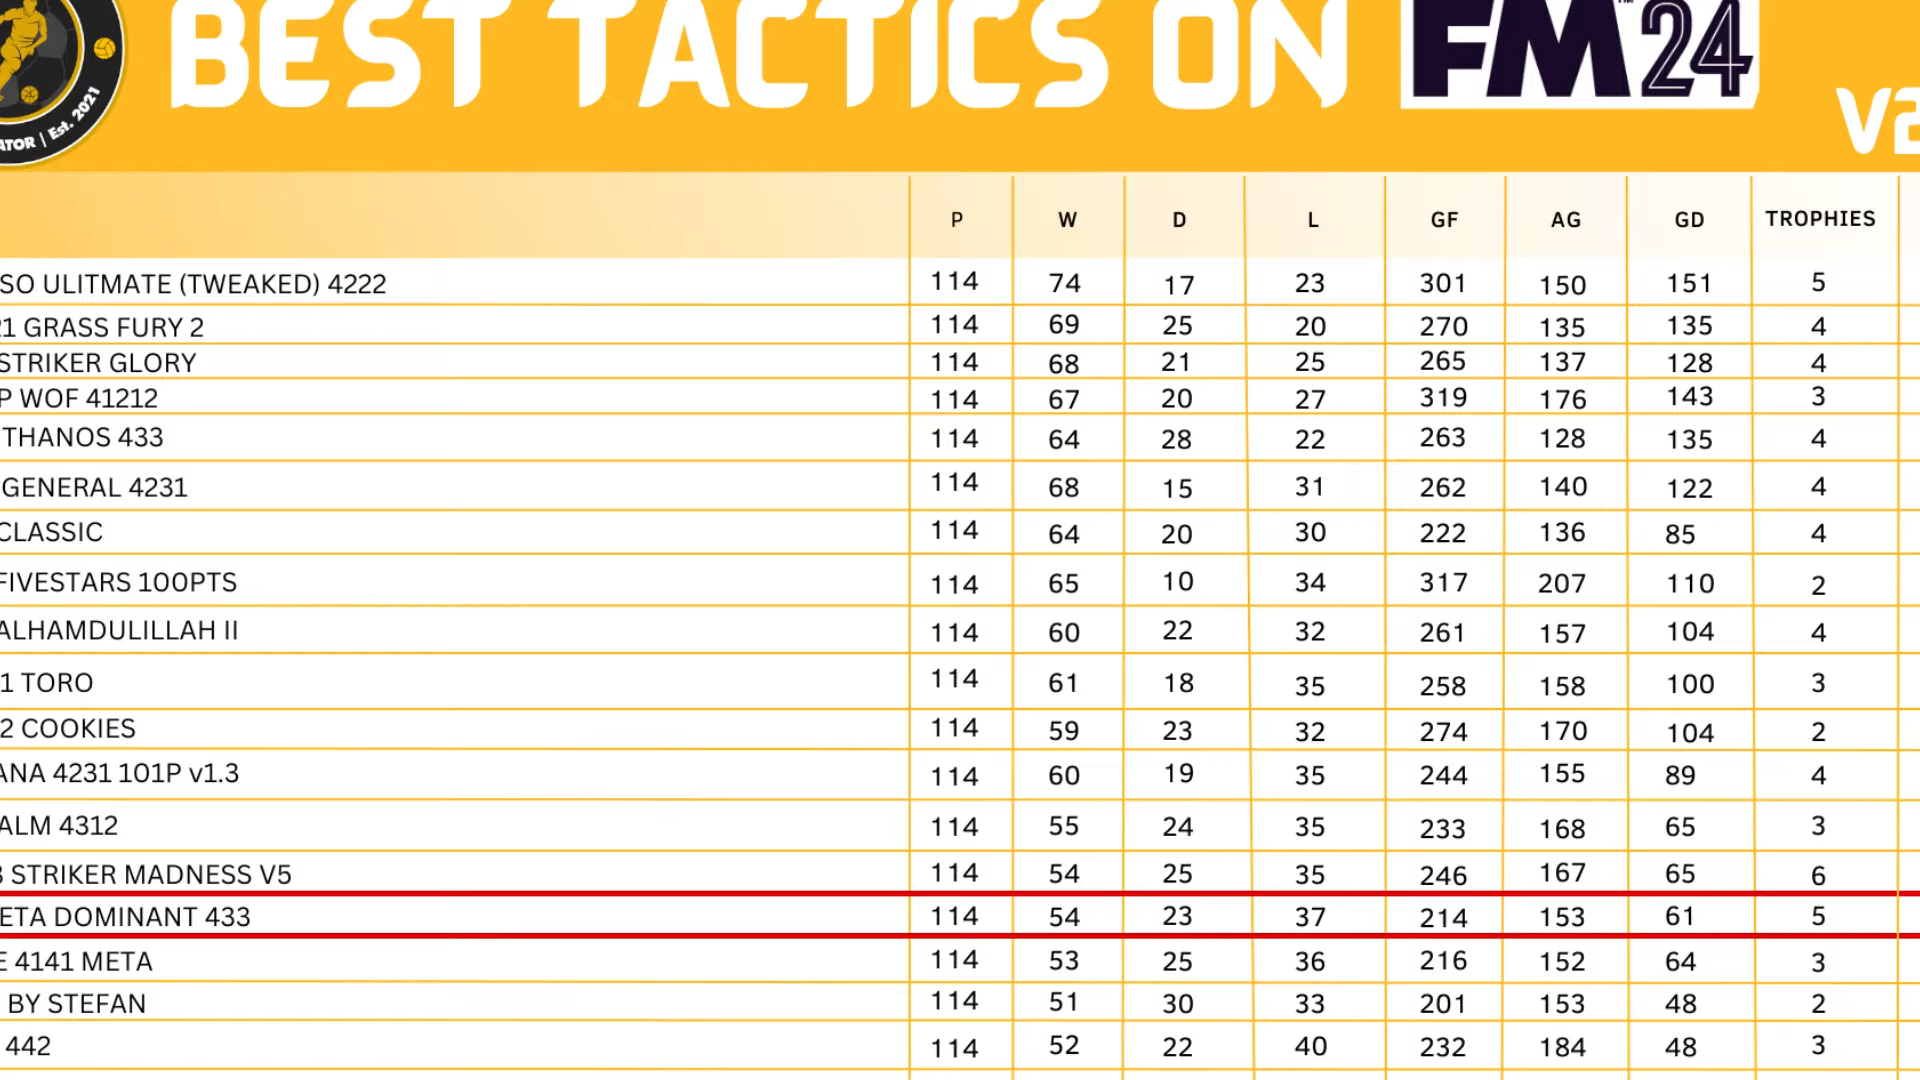 BEST TACTICS ON FM24
ATOR | Est. 2021
V2
P W D L GF AG GD TROPHIES
SO ULITMATE (TWEAKED) 4222 114 74 17 23 301 150 151 5
21 GRASS FURY 2 114 69 25 20 270 135 135 4
STRIKER GLORY 114 68 21 25 265 137 128 4
P WOF 41212 114 67 20 27 319 176 143 3
THANOS 433 114 64 28 22 263 128 135 4
GENERAL 4231 114 68 15 31 262 140 122 4
CLASSIC 114 64 20 30 222 136 85 4
FIVESTARS 100PTS 114 65 10 34 317 207 110 2
ALHAMDULILLAH II 114 60 22 32 261 157 104 4
1 TORO 114 61 18 35 258 158 100 3
2 COOKIES 114 59 23 32 274 170 104 2
ANA 4231 101P v1.3 114 60 19 35 244 155 89 4
ALM 4312 114 55 24 35 233 168 65 3
3 STRIKER MADNESS V5 114 54 25 35 246 167 65 6
ETA DOMINANT 433 114 54 23 37 214 153 61 5
E 4141 META 114 53 25 36 216 152 64 3
BY STEFAN 114 51 30 33 201 153 48 2
442 114 52 22 40 232 184 48 3